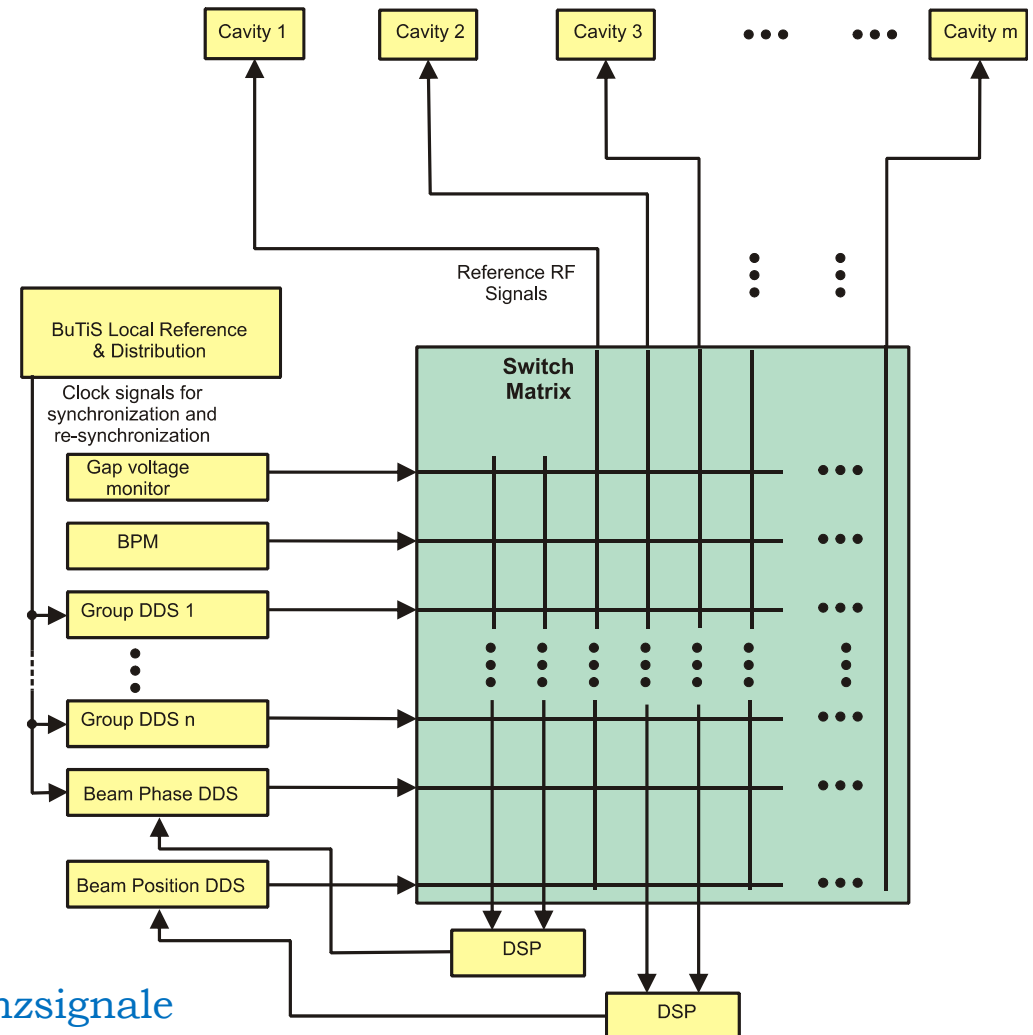 Cavity 1
Cavity 2
Cavity 3
Cavity m
Reference RF
Signals
BuTiS Local Reference
& Distribution
Clock signals for
synchronization and
re-synchronization
Switch
Matrix
Gap voltage
monitor
BPM
Group DDS 1
Group DDS n
Beam Phase DDS
Beam Position DDS
DSP
DSP
nzsignale